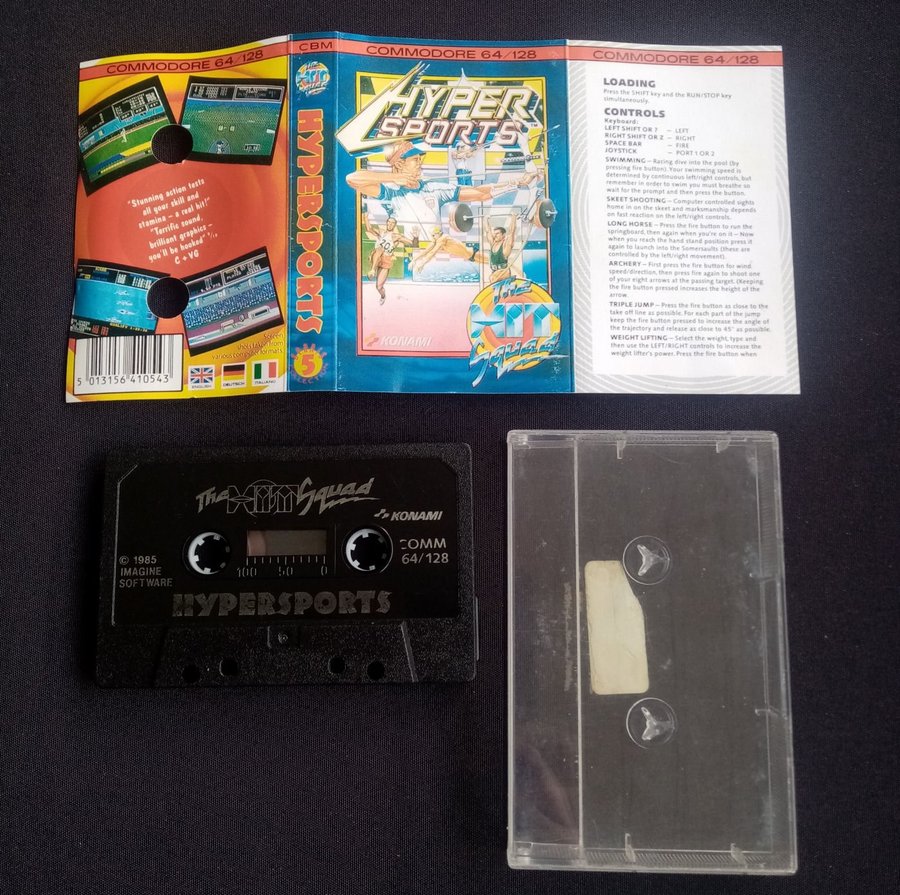 COMMODORE 64/128
"Stunning action tests
all your skill and
stamina – a real hit!"
"Terrific sound,
brilliant graphics –
you'll be hooked" 9/10
C + VG
Screen
shots taken from
various computer formats.
5 013156 410543
ENGLISH DEUTSCH ITALIANO
CBM
The
HIT
Squad
HYPERSPORTS
5
COMMODORE 64/128
HYPER
SPORTS
KONAMI
The
HIT
Squad
COMMODORE 64/128
LOADING
Press the SHIFT key and the RUN/STOP key
simultaneously.
CONTROLS
Keyboard:
LEFT SHIFT OR 7 – LEFT
RIGHT SHIFT OR Z – RIGHT
SPACE BAR – FIRE
JOYSTICK – PORT 1 OR 2
SWIMMING – Racing dive into the pool (by
pressing fire button). Your swimming speed is
determined by continuous left/right controls, but
remember in order to swim you must breathe so
wait for the prompt and then press the button.
SKEET SHOOTING – Computer controlled sights
home in on the skeet and marksmanship depends
on fast reaction on the left/right controls.
LONG HORSE – Press the fire button to run the
springboard, then again when you're on it – Now
when you reach the hand stand position press it
again to launch into the Somersaults (these are
controlled by the left/right movement).
ARCHERY – First press the fire button for wind
speed/direction, then press fire again to shoot one
of your eight arrows at the passing target. (Keeping
the fire button pressed increases the height of the
arrow.
TRIPLE JUMP – Press the fire button as close to the
take off line as possible. For each part of the jump
keep the fire button pressed to increase the angle of
the trajectory and release as close to 45° as possible.
WEIGHT LIFTING – Select the weight, type and
then use the LEFT/RIGHT controls to increase the
weight lifter's power. Press the fire button when
The HIT Squad
KONAMI
COMM
64/128
© 1985
IMAGINE
SOFTWARE
100 50 0
HYPERSPORTS